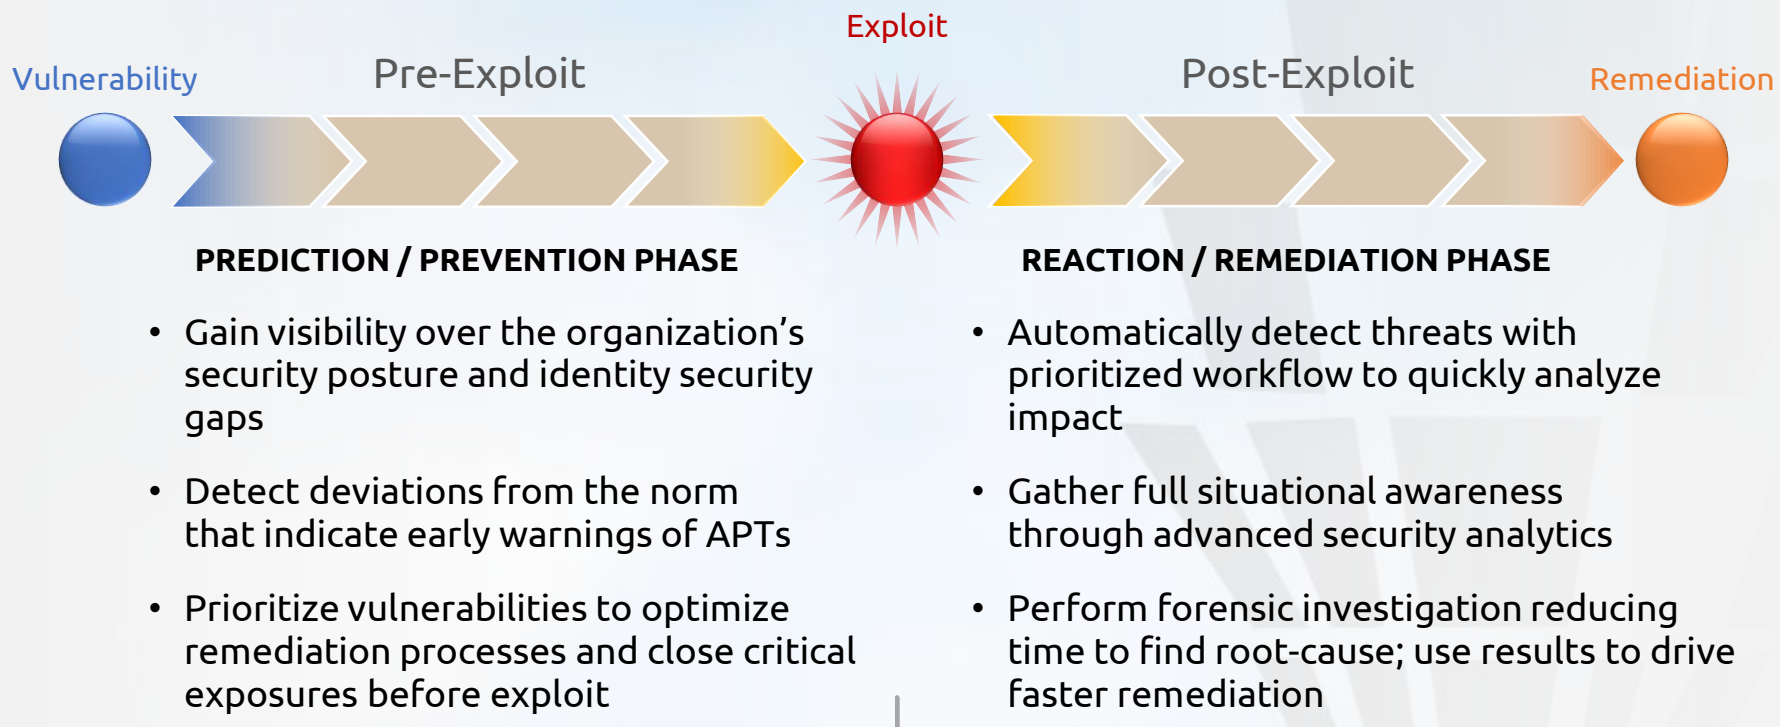 Exploit
Vulnerability
Pre-Exploit
Post-Exploit
Remediation
PREDICTION / PREVENTION PHASE
• Gain visibility over the organization’s
security posture and identity security
gaps
• Detect deviations from the norm
that indicate early warnings of APTs
• Prioritize vulnerabilities to optimize
remediation processes and close critical
exposures before exploit
REACTION / REMEDIATION PHASE
• Automatically detect threats with
prioritized workflow to quickly analyze
impact
• Gather full situational awareness
through advanced security analytics
• Perform forensic investigation reducing
time to find root-cause; use results to drive
faster remediation